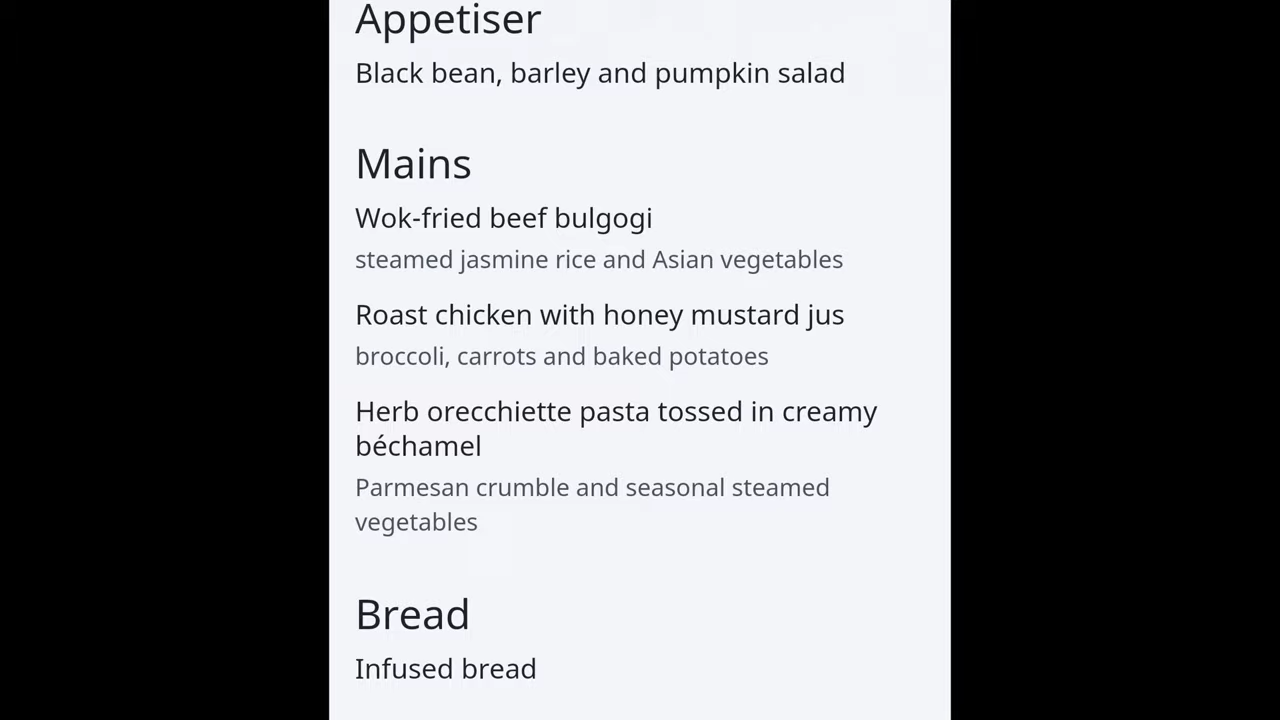 Appetiser
Black bean, barley and pumpkin salad
Mains
Wok-fried beef bulgogi
steamed jasmine rice and Asian vegetables
Roast chicken with honey mustard jus
broccoli, carrots and baked potatoes
Herb orecchiette pasta tossed in creamy
béchamel
Parmesan crumble and seasonal steamed
vegetables
Bread
Infused bread